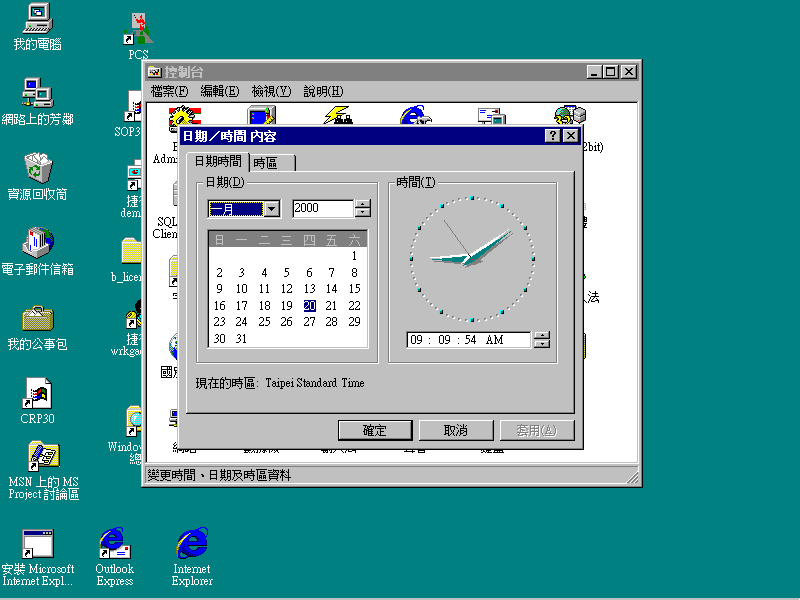 我的電腦
PCS
網路上的芳鄰
SOP3
資源回收筒
捷
dem
電子郵件信箱
b_licen
我的公事包
捷
wrkga
CRP30
Window
MSN 上的 MS
Project 討論區
安裝 Microsoft
Internet Expl...
Outlook
Express
Internet
Explorer
控制台
檔案(F) 編輯(E) 檢視(V) 說明(H)
Adm
2bit)
SQL
Clien
法
日期／時間 內容
日期時間 時區
日期(D)
一月 2000
日 一 二 三 四 五 六
1
2 3 4 5 6 7 8
9 10 11 12 13 14 15
16 17 18 19 20 21 22
23 24 25 26 27 28 29
30 31
時間(T)
09 : 09 : 54 AM
現在的時區: Taipei Standard Time
確定 取消 套用(A)
變更時間、日期及時區資料